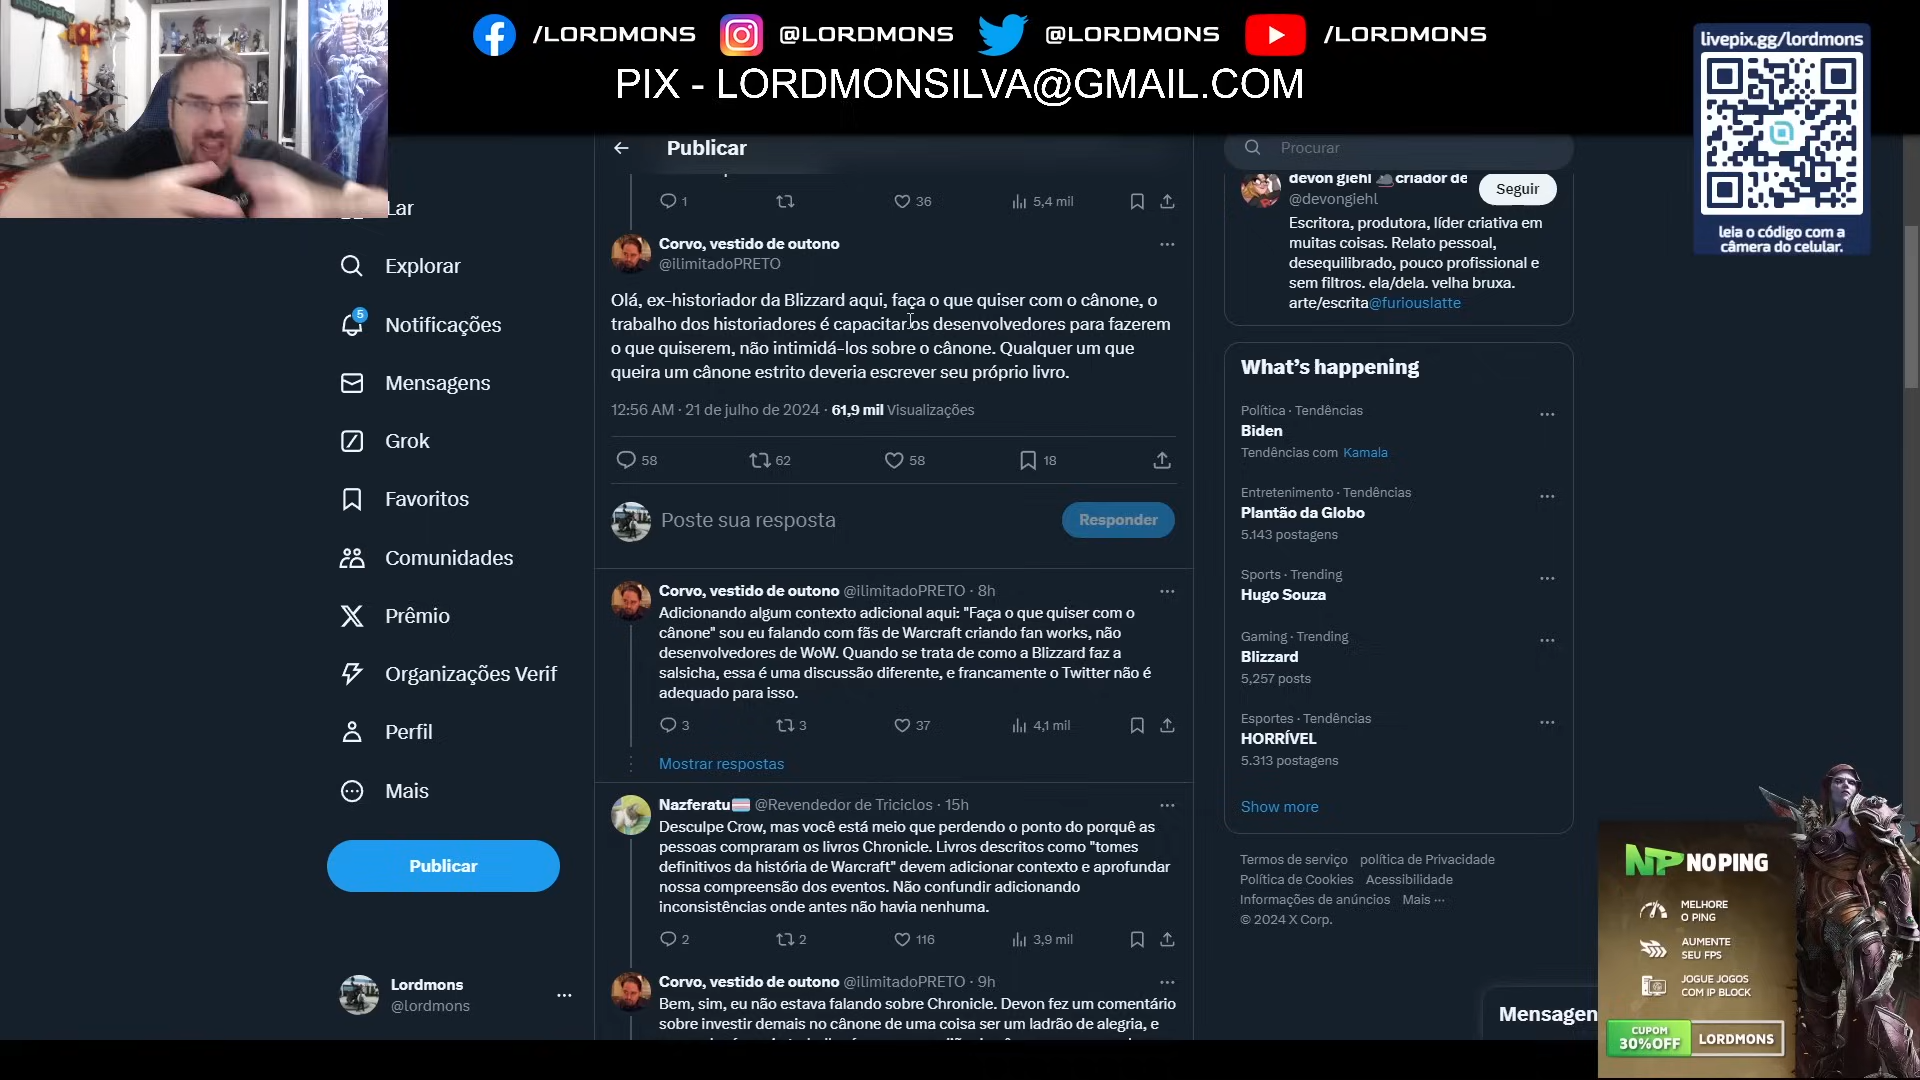 kaspersky
/LORDMONS
@LORDMONS
@LORDMONS
/LORDMONS
PIX - LORDMONSILVA@GMAIL.COM
livepix.gg/lordmons
leia o código com a
câmera do celular.
Lar
Explorar
5
Notificações
Mensagens
Grok
Favoritos
Comunidades
Prêmio
Organizações Verif
Perfil
Mais
Publicar
Lordmons
@lordmons
Publicar
1
36
5,4 mil
Corvo, vestido de outono
@ilimitadoPRETO
Olá, ex-historiador da Blizzard aqui, faça o que quiser com o cânone, o
trabalho dos historiadores é capacitar os desenvolvedores para fazerem
o que quiserem, não intimidá-los sobre o cânone. Qualquer um que
queira um cânone estrito deveria escrever seu próprio livro.
12:56 AM · 21 de julho de 2024 · 61,9 mil Visualizações
58
62
58
18
Poste sua resposta
Responder
Corvo, vestido de outono @ilimitadoPRETO · 8h
Adicionando algum contexto adicional aqui: "Faça o que quiser com o
cânone" sou eu falando com fãs de Warcraft criando fan works, não
desenvolvedores de WoW. Quando se trata de como a Blizzard faz a
salsicha, essa é uma discussão diferente, e francamente o Twitter não é
adequado para isso.
3
3
37
4,1 mil
Mostrar respostas
Nazferatu @Revendedor de Triciclos · 15h
Desculpe Crow, mas você está meio que perdendo o ponto do porquê as
pessoas compraram os livros Chronicle. Livros descritos como "tomes
definitivos da história de Warcraft" devem adicionar contexto e aprofundar
nossa compreensão dos eventos. Não confundir adicionando
inconsistências onde antes não havia nenhuma.
2
2
116
3,9 mil
Corvo, vestido de outono @ilimitadoPRETO · 9h
Bem, sim, eu não estava falando sobre Chronicle. Devon fez um comentário
sobre investir demais no cânone de uma coisa ser um ladrão de alegria, e
Procurar
devon giehl criador de
@devongiehl
Seguir
Escritora, produtora, líder criativa em
muitas coisas. Relato pessoal,
desequilibrado, pouco profissional e
sem filtros. ela/dela. velha bruxa.
arte/escrita@furiouslatte
What's happening
Política · Tendências
Biden
Tendências com Kamala
Entretenimento · Tendências
Plantão da Globo
5.143 postagens
Sports · Trending
Hugo Souza
Gaming · Trending
Blizzard
5,257 posts
Esportes · Tendências
HORRÍVEL
5.313 postagens
Show more
Termos de serviço política de Privacidade
Política de Cookies Acessibilidade
Informações de anúncios Mais ···
© 2024 X Corp.
Mensagen
NP NOPING
MELHORE
O PING
AUMENTE
SEU FPS
JOGUE JOGOS
COM IP BLOCK
CUPOM
30%OFF
LORDMONS